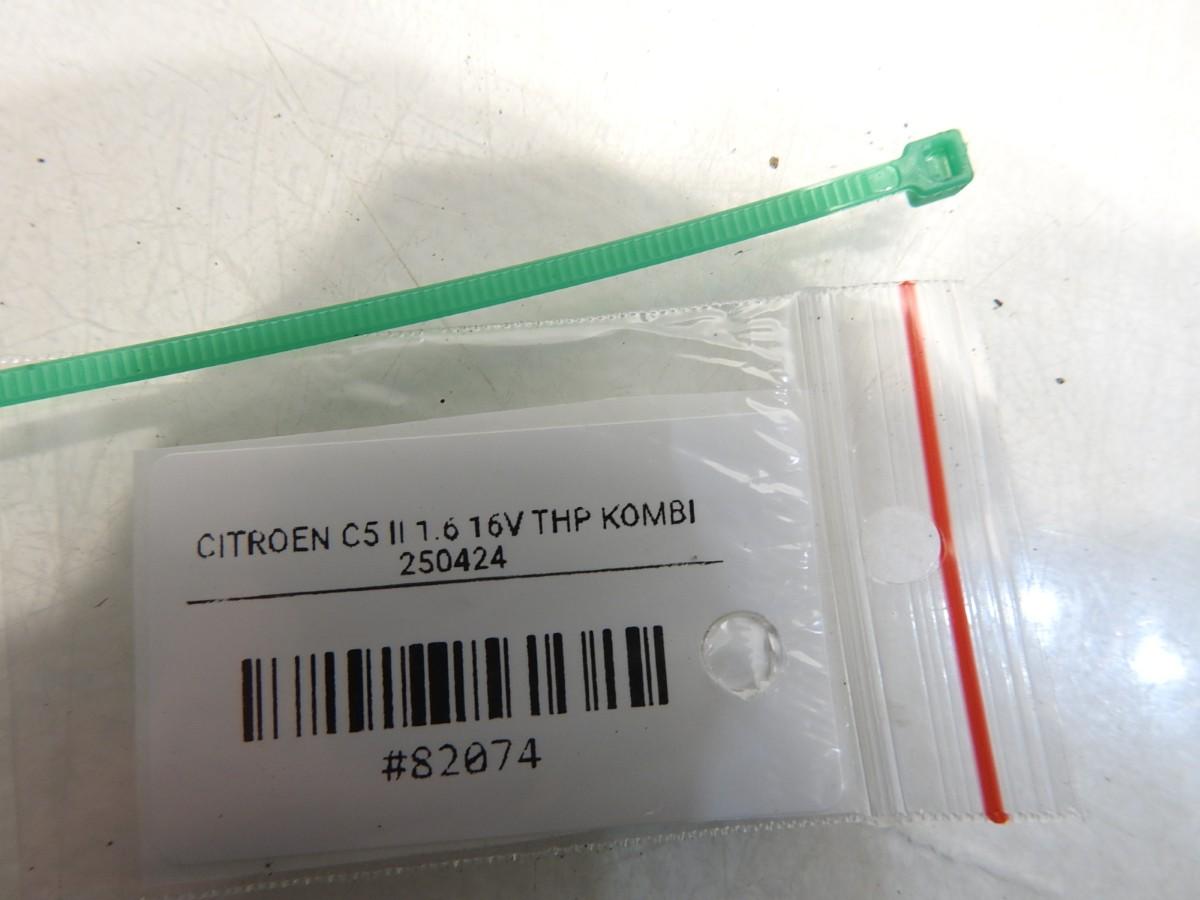 CITROEN C5 II 1.6 16V THP KOMBI
250424
#82074